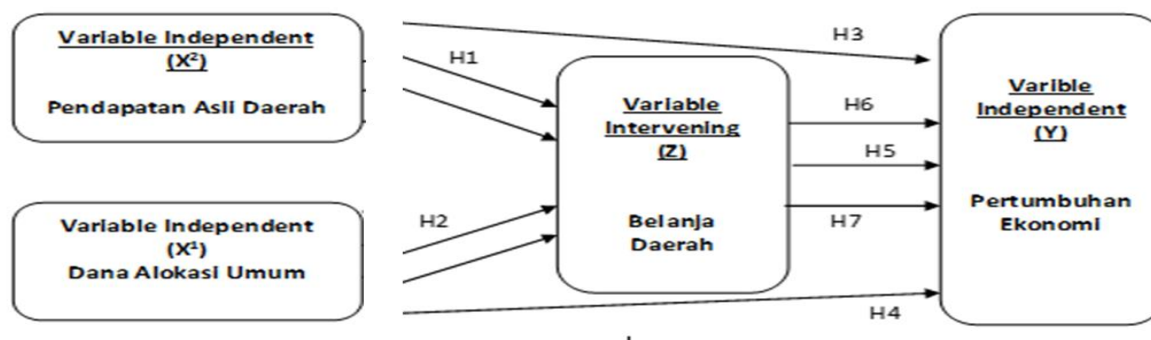 Variable Independent
(X²)
Pendapatan Asli Daerah
Variable Independent
(X¹)
Dana Alokasi Umum
H1
H2
H3
Variable
Intervening
(Z)
Belanja
Daerah
H6
H5
H7
H4
Varible
Independent
(Y)
Pertumbuhan
Ekonomi